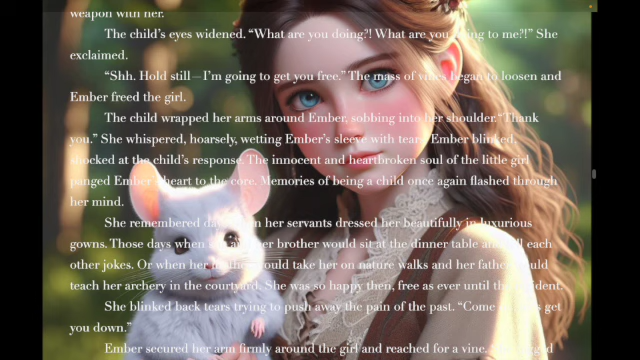 weapon with her.
The child's eyes widened. “What are you doing?! What are you doing to me?!” She
exclaimed.
“Shh. Hold still—I'm going to get you free.” The mass of vines began to loosen and
Ember freed the girl.
The child wrapped her arms around Ember, sobbing into her shoulder. “Thank
you.” She whispered, hoarsely, wetting Ember's sleeve with tears. Ember blinked,
shocked at the child's response. The innocent and heartbroken soul of the little girl
panged Ember's heart to the core. Memories of being a child once again flashed through
her mind.
She remembered days when her servants dressed her beautifully in luxurious
gowns. Those days when she and her brother would sit at the dinner table and tell each
other jokes. Or when her mother would take her on nature walks and her father would
teach her archery in the courtyard. She was so happy then, free as ever until the accident.
She blinked back tears trying to push away the pain of the past. “Come get
you down.”
Ember secured her arm firmly around the girl and reached for a vine.